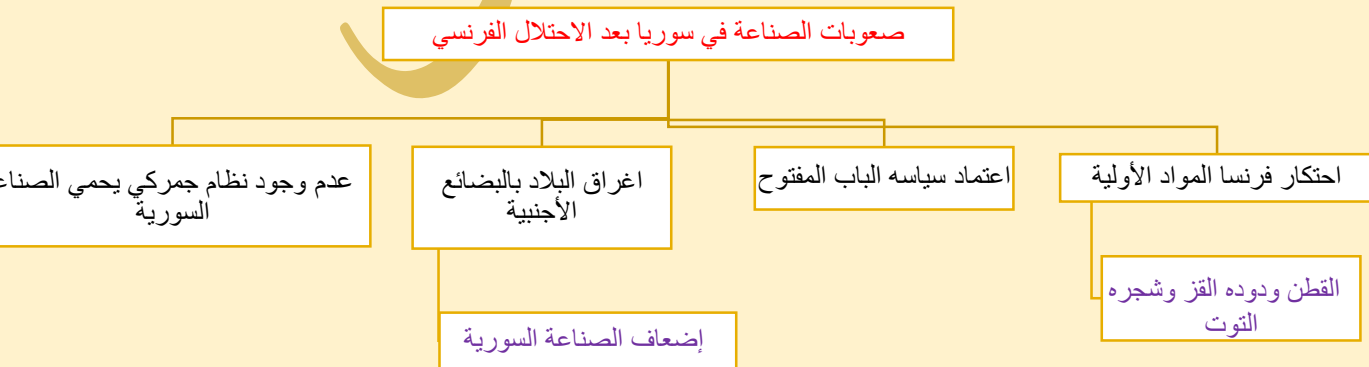 صعوبات الصناعة في سوريا بعد الاحتلال الفرنسي
احتكار فرنسا المواد الأولية
القطن ودوده القز وشجره
التوت
اعتماد سياسه الباب المفتوح
اغراق البلاد بالبضائع
الأجنبية
إضعاف الصناعة السورية
عدم وجود نظام جمركي يحمي
السورية